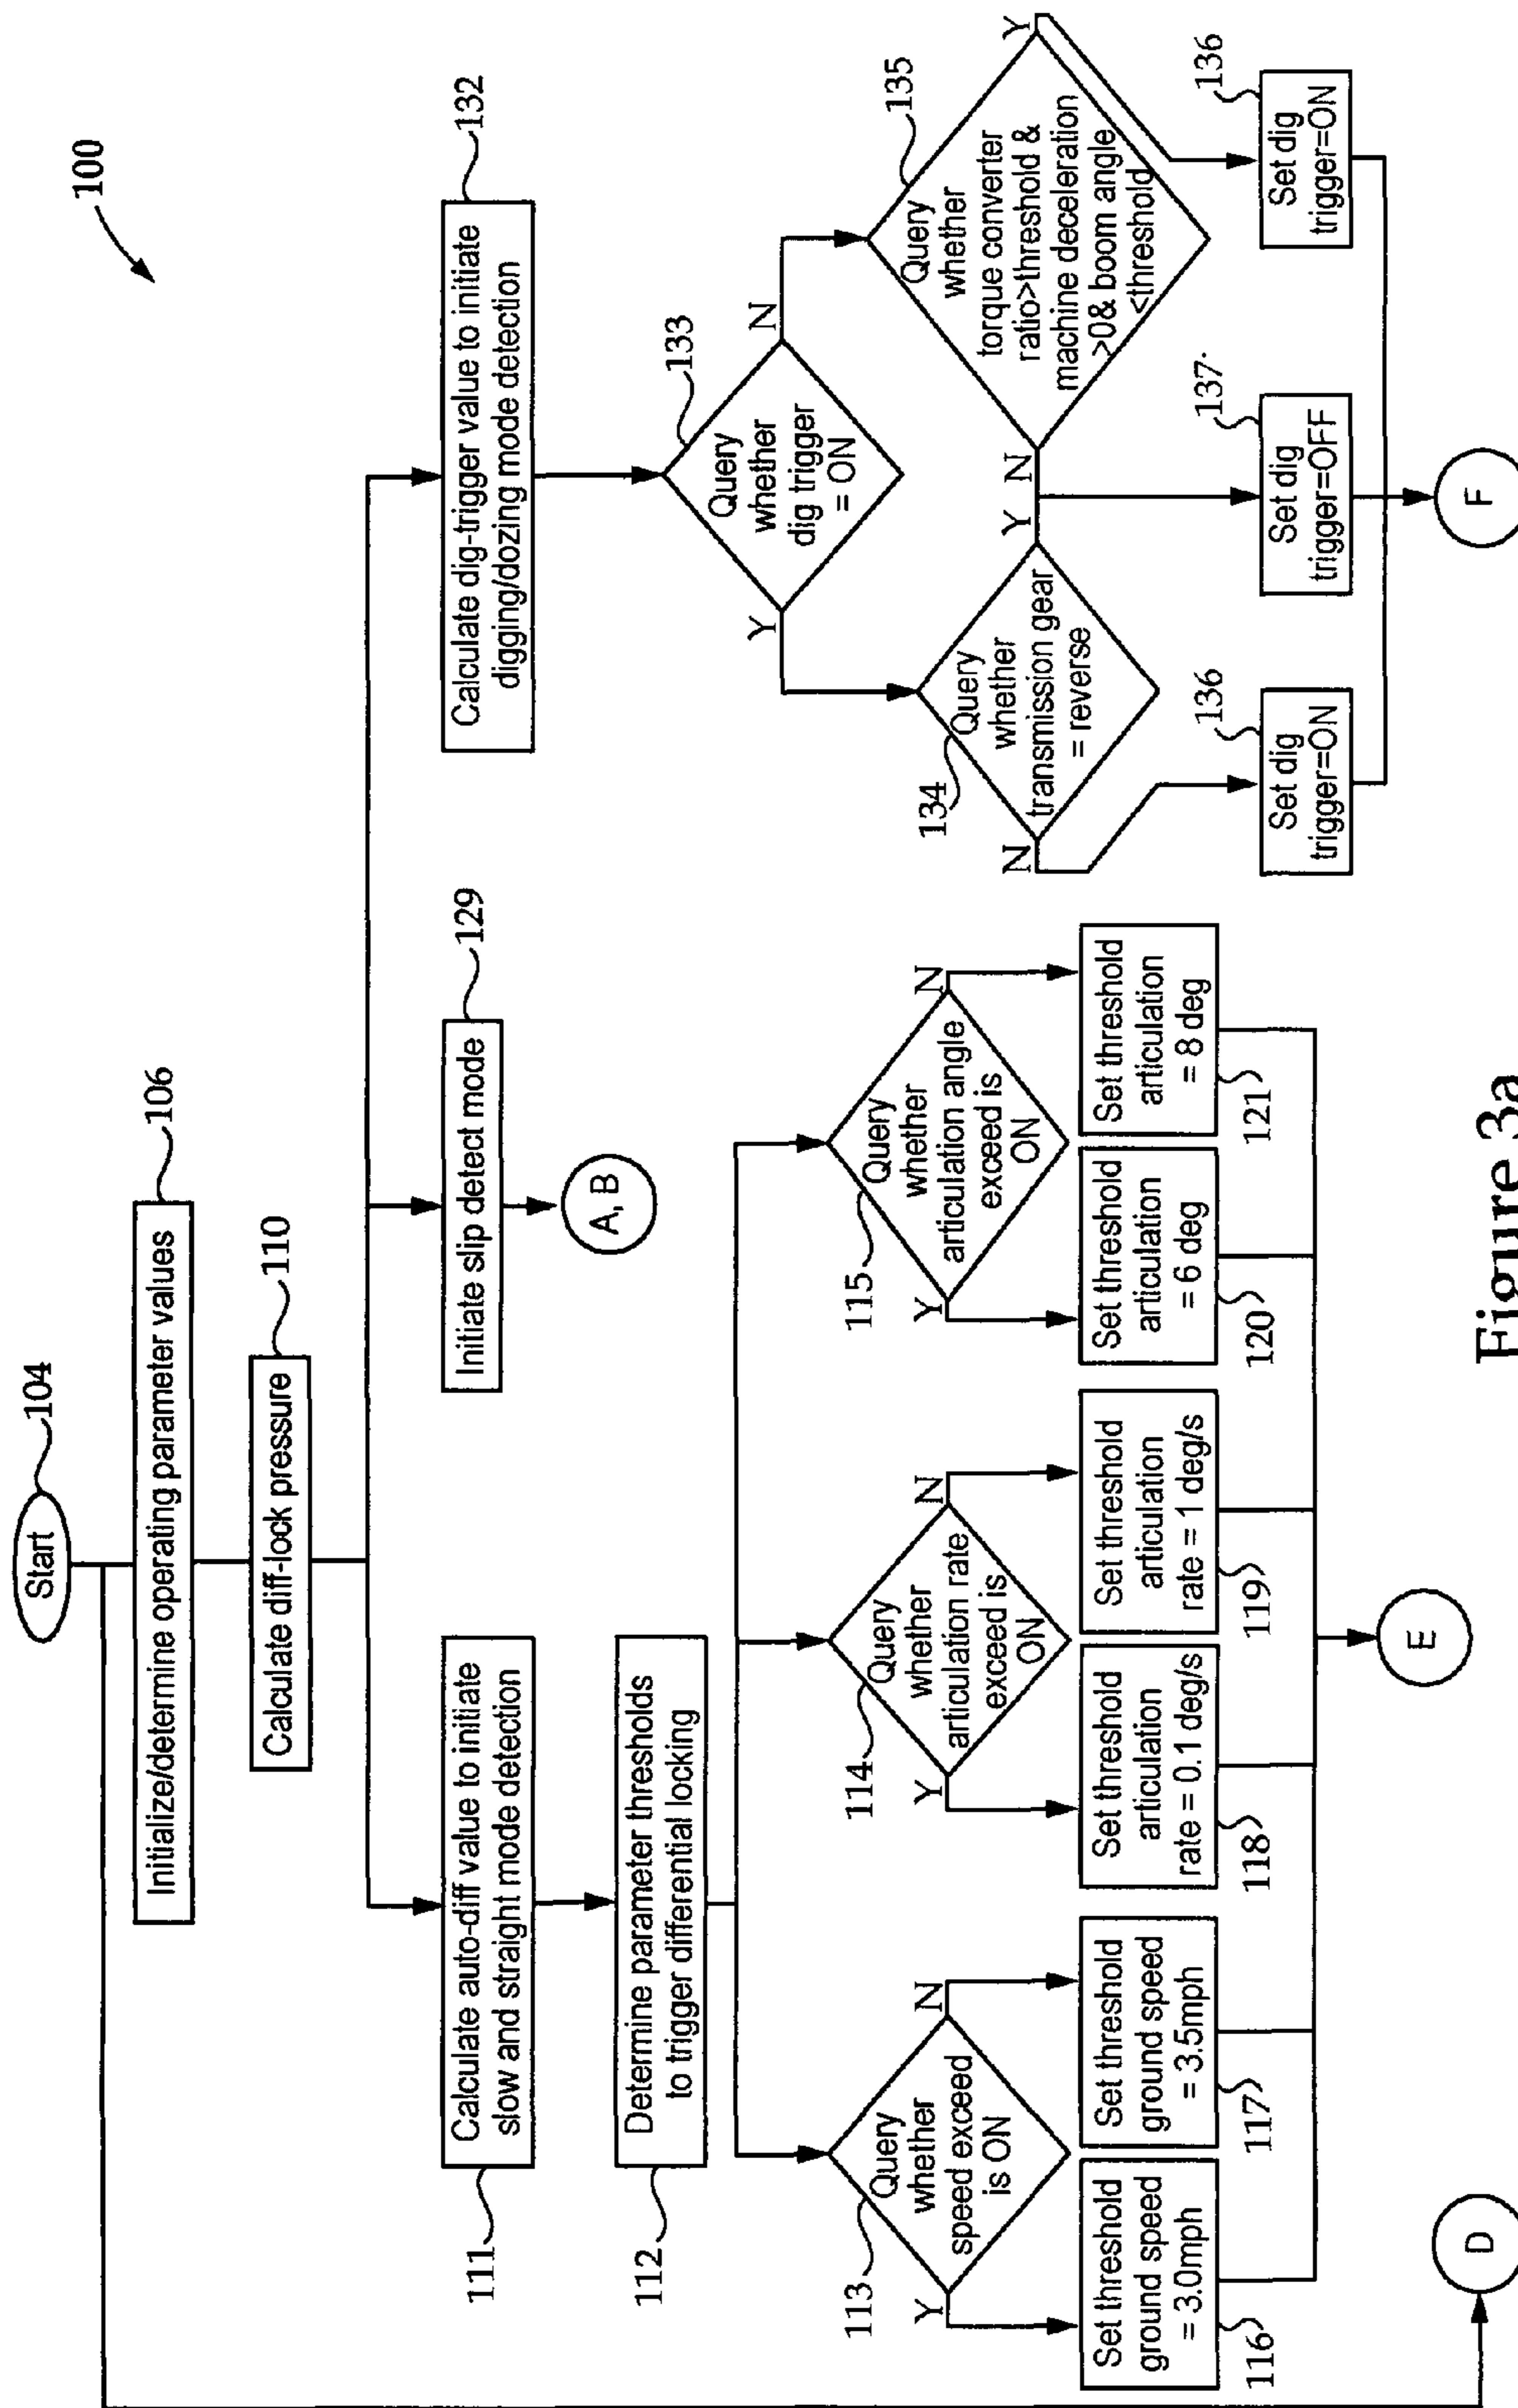 100
Start
104
Initialize/determine operating parameter values
106
Calculate diff-lock pressure
110
Calculate auto-diff value to initiate
slow and straight mode detection
111
Initiate slip detect mode
129
Calculate dig-trigger value to initiate
digging/dozing mode detection
132
Determine parameter thresholds
to trigger differential locking
112
A, B
Query
whether
dig trigger
= ON
133
Y
N
Query
whether
speed exceed
is ON
113
Y
N
Query
whether
articulation rate
exceed is
ON
114
Y
N
Query
whether
articulation angle
exceed is
ON
115
Y
N
Query
whether
transmission gear
= reverse
134
N
Y
Query
whether
torque converter
ratio>threshold &
machine deceleration
>0& boom angle
<threshold
135
N
Y
Set threshold
ground speed
= 3.0mph
116
Set threshold
ground speed
= 3.5mph
117
Set threshold
articulation
rate = 0.1 deg/s
118
Set threshold
articulation
rate = 1 deg/s
119
Set threshold
articulation
= 6 deg
120
Set threshold
articulation
= 8 deg
121
Set dig
trigger=ON
136
Set dig
trigger=OFF
137
Set dig
trigger=ON
136
D
E
F
Figure 3a